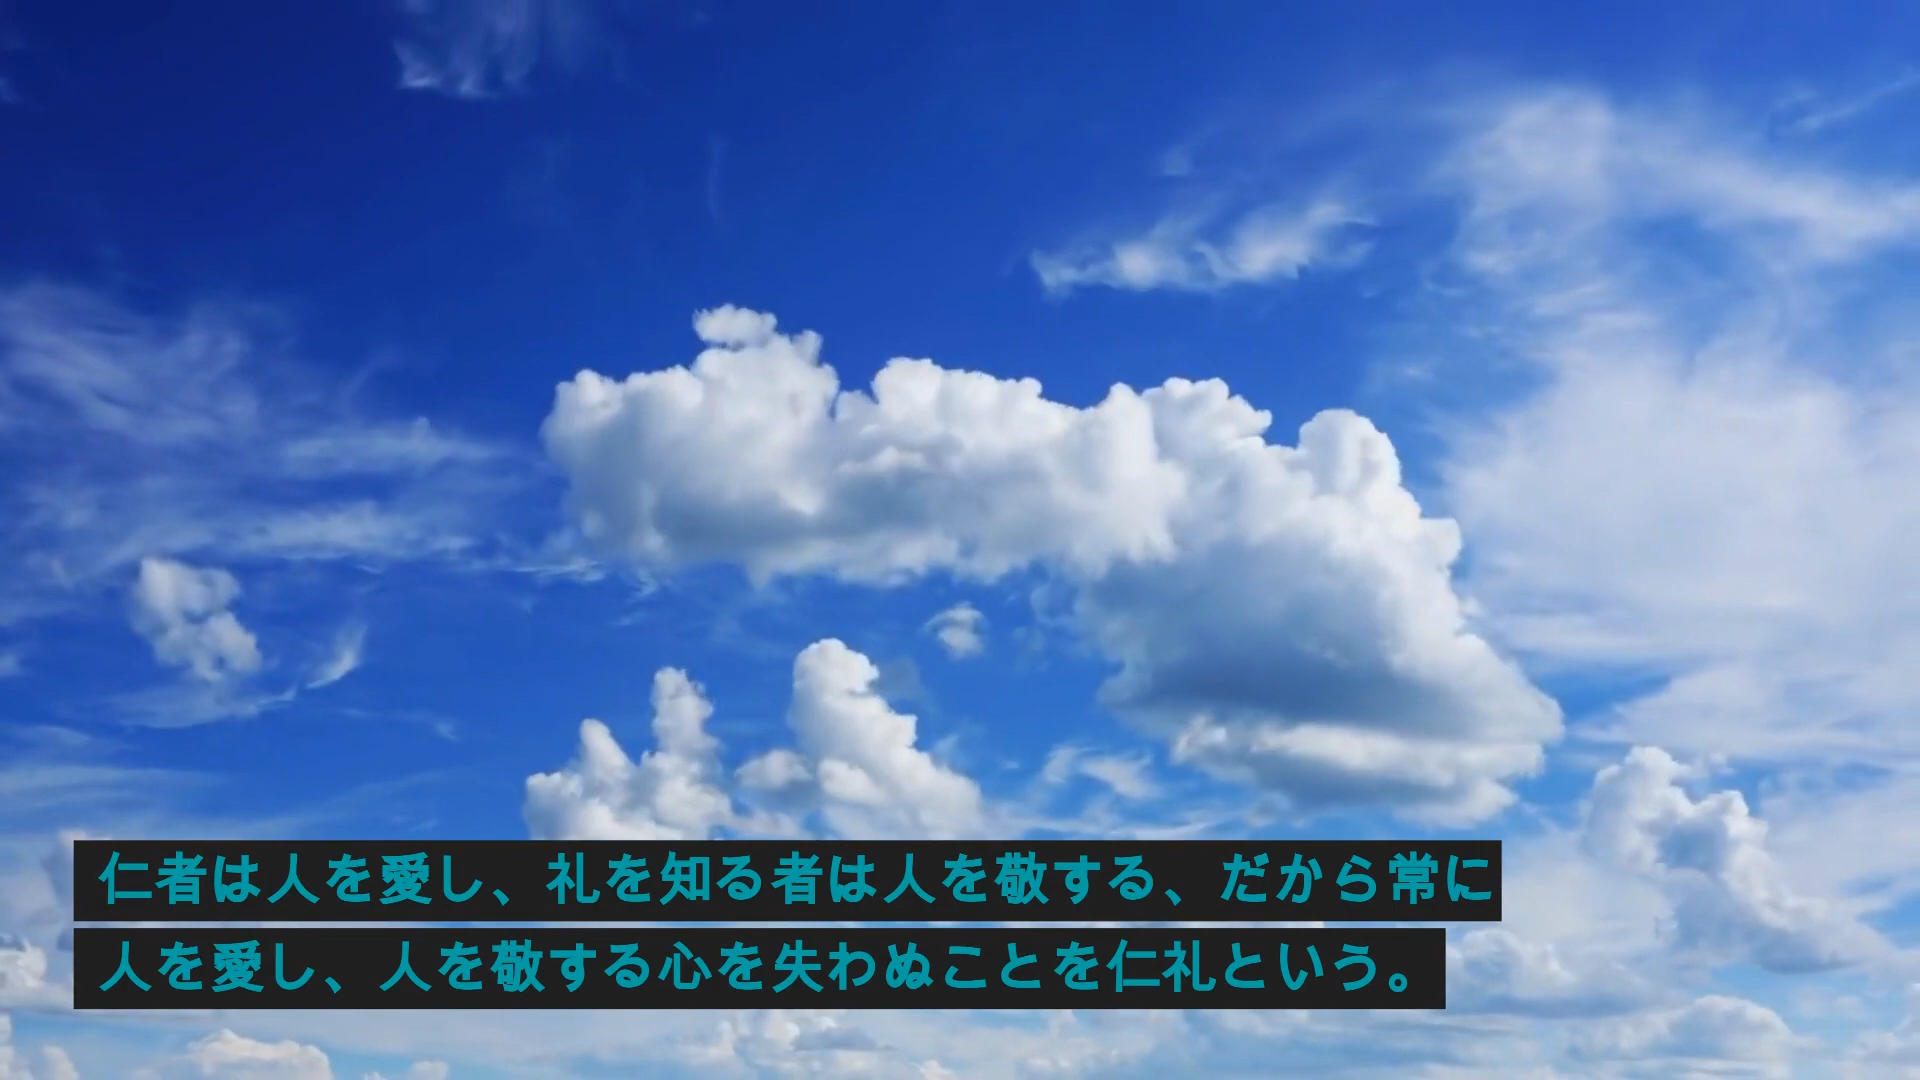 仁者は人を愛し、礼を知る者は人を敬する、だから常に
人を愛し、人を敬する心を失わぬことを仁礼という。